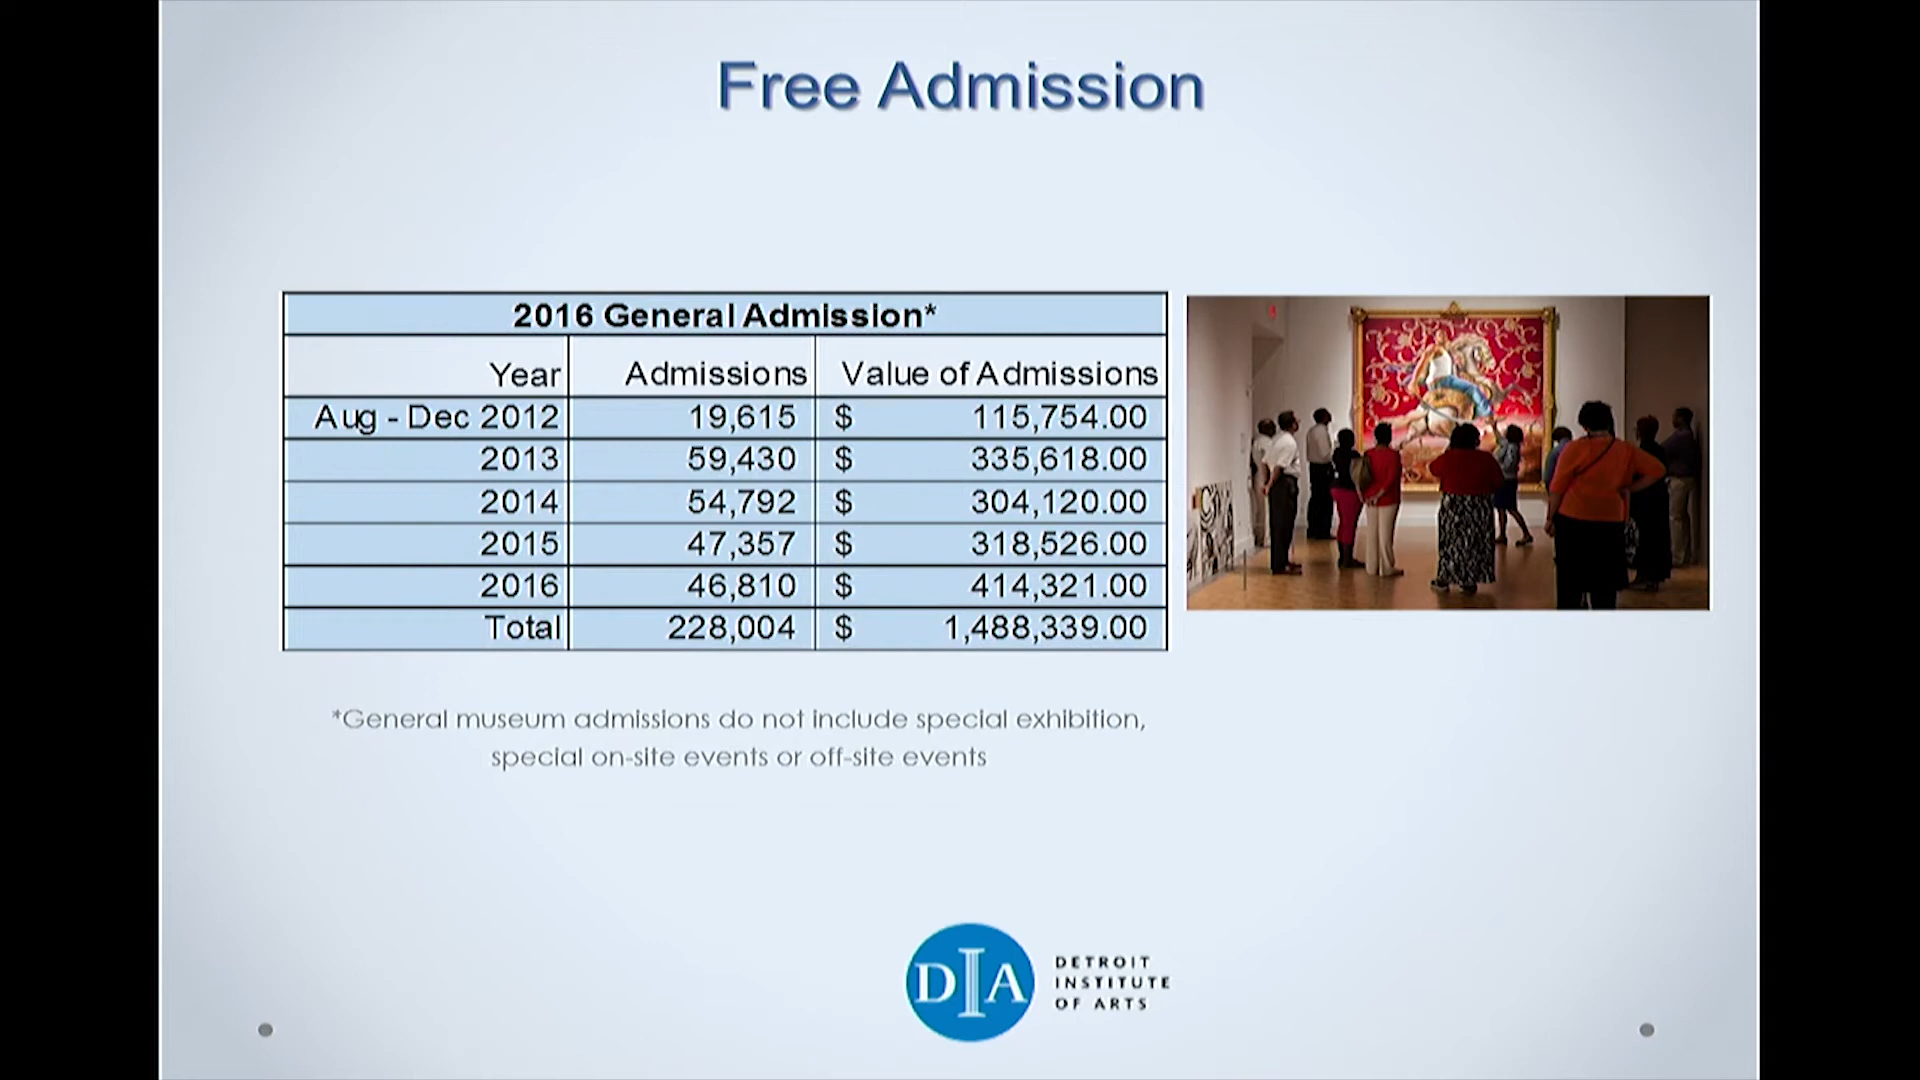 Free Admission
2016 General Admission*
Year Admissions Value of Admissions
Aug - Dec 2012 19,615 $ 115,754.00
2013 59,430 $ 335,618.00
2014 54,792 $ 304,120.00
2015 47,357 $ 318,526.00
2016 46,810 $ 414,321.00
Total 228,004 $ 1,488,339.00
*General museum admissions do not include special exhibition,
special on-site events or off-site events
DIA
DETROIT
INSTITUTE
OF ARTS